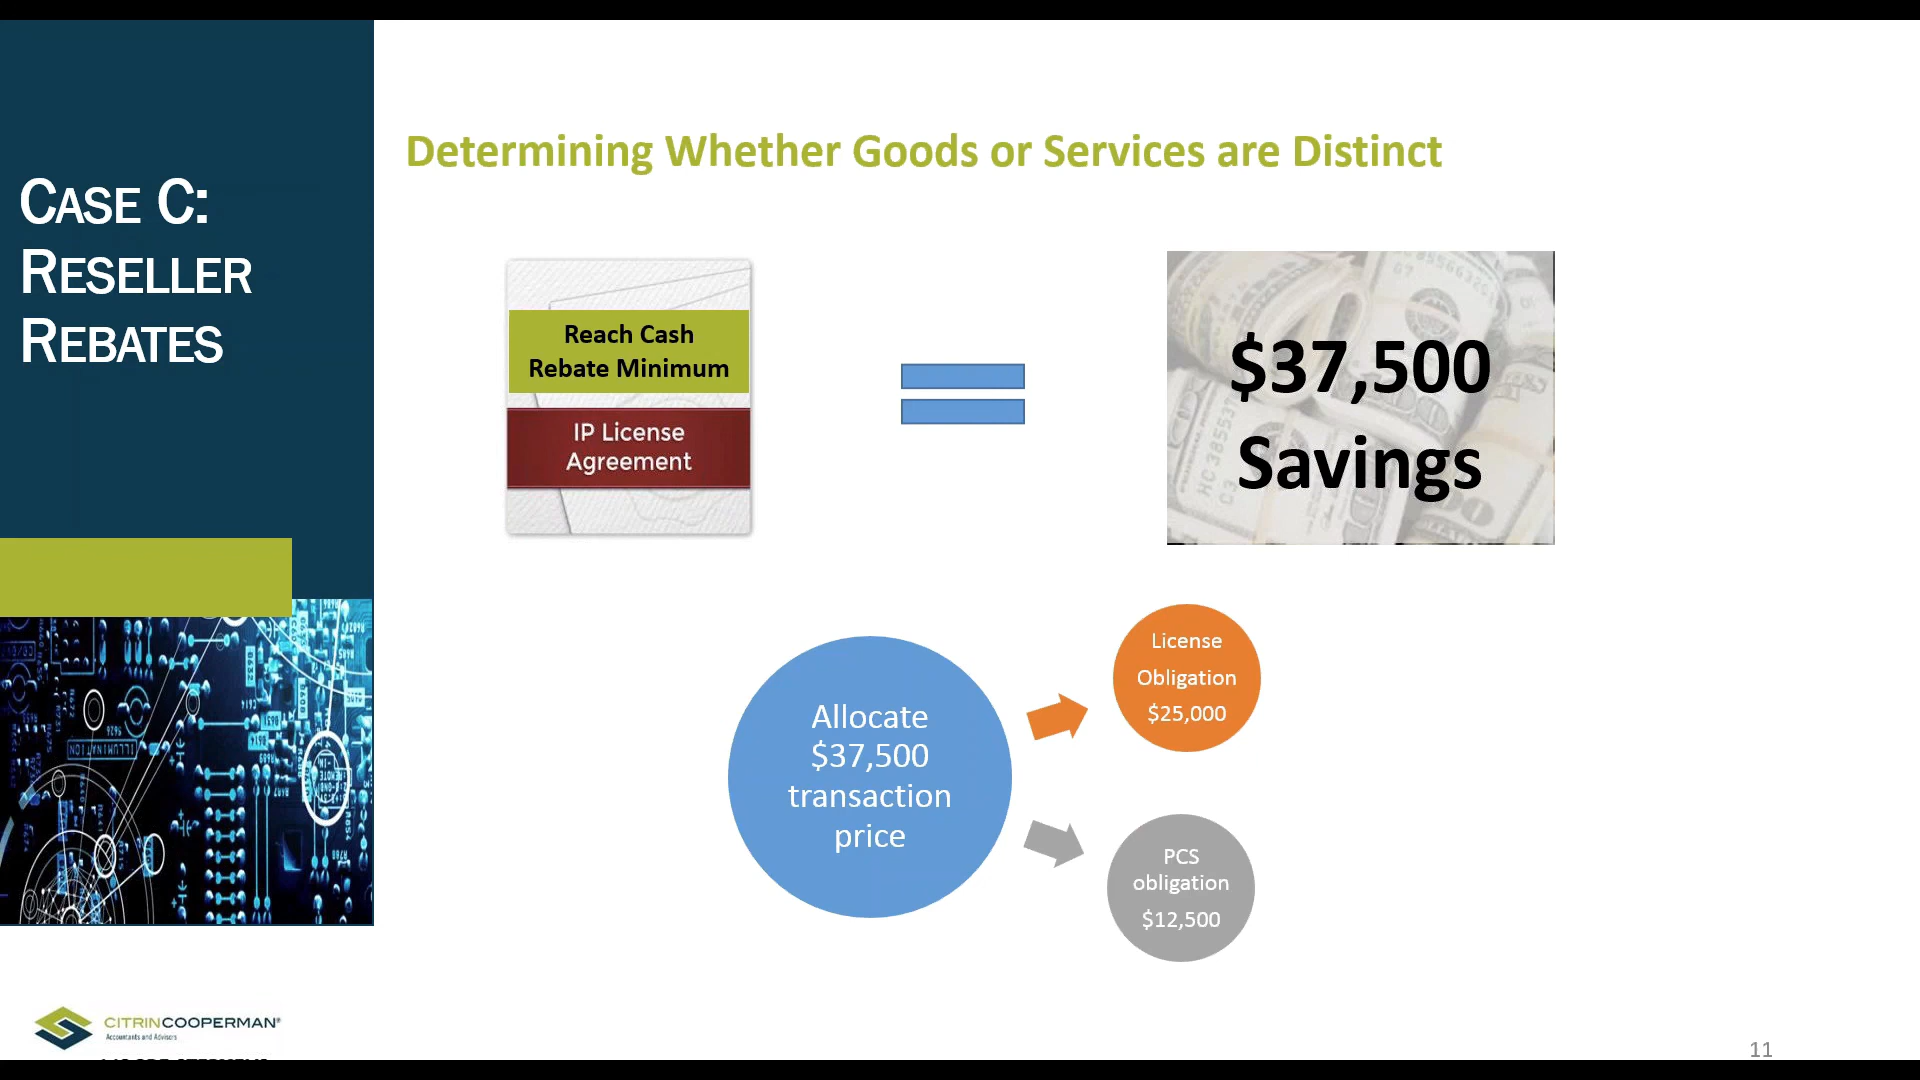 CASE C:
RESELLER
REBATES
Determining Whether Goods or Services are Distinct
Reach Cash
Rebate Minimum
IP License
Agreement
$37,500
Savings
Allocate
$37,500
transaction
price
License
Obligation
$25,000
PCS
obligation
$12,500
CITRINCOOPERMAN®
Accountants and Advisors
11